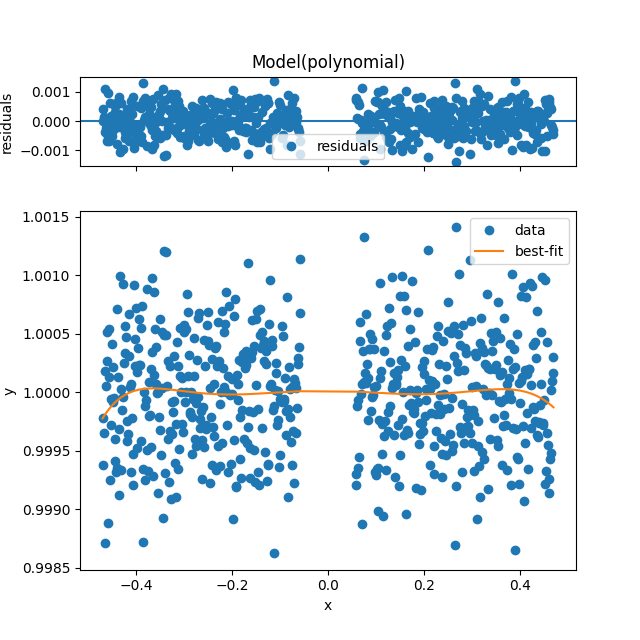 Model(polynomial)
residuals
0.001
0.000
−0.001
residuals
y
1.0015
1.0010
1.0005
1.0000
0.9995
0.9990
0.9985
data
best-fit
−0.4
−0.2
0.0
0.2
0.4
x